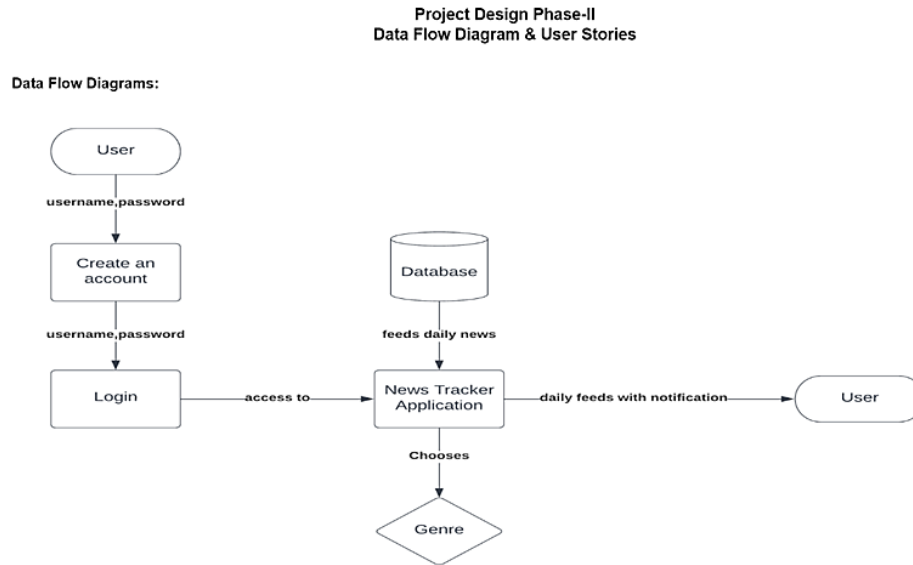 Project Design Phase-II
Data Flow Diagram & User Stories
Data Flow Diagrams:
User
username,password
Create an
account
username,password
Login
access to
Database
feeds daily news
News Tracker
Application
daily feeds with notification
User
Chooses
Genre